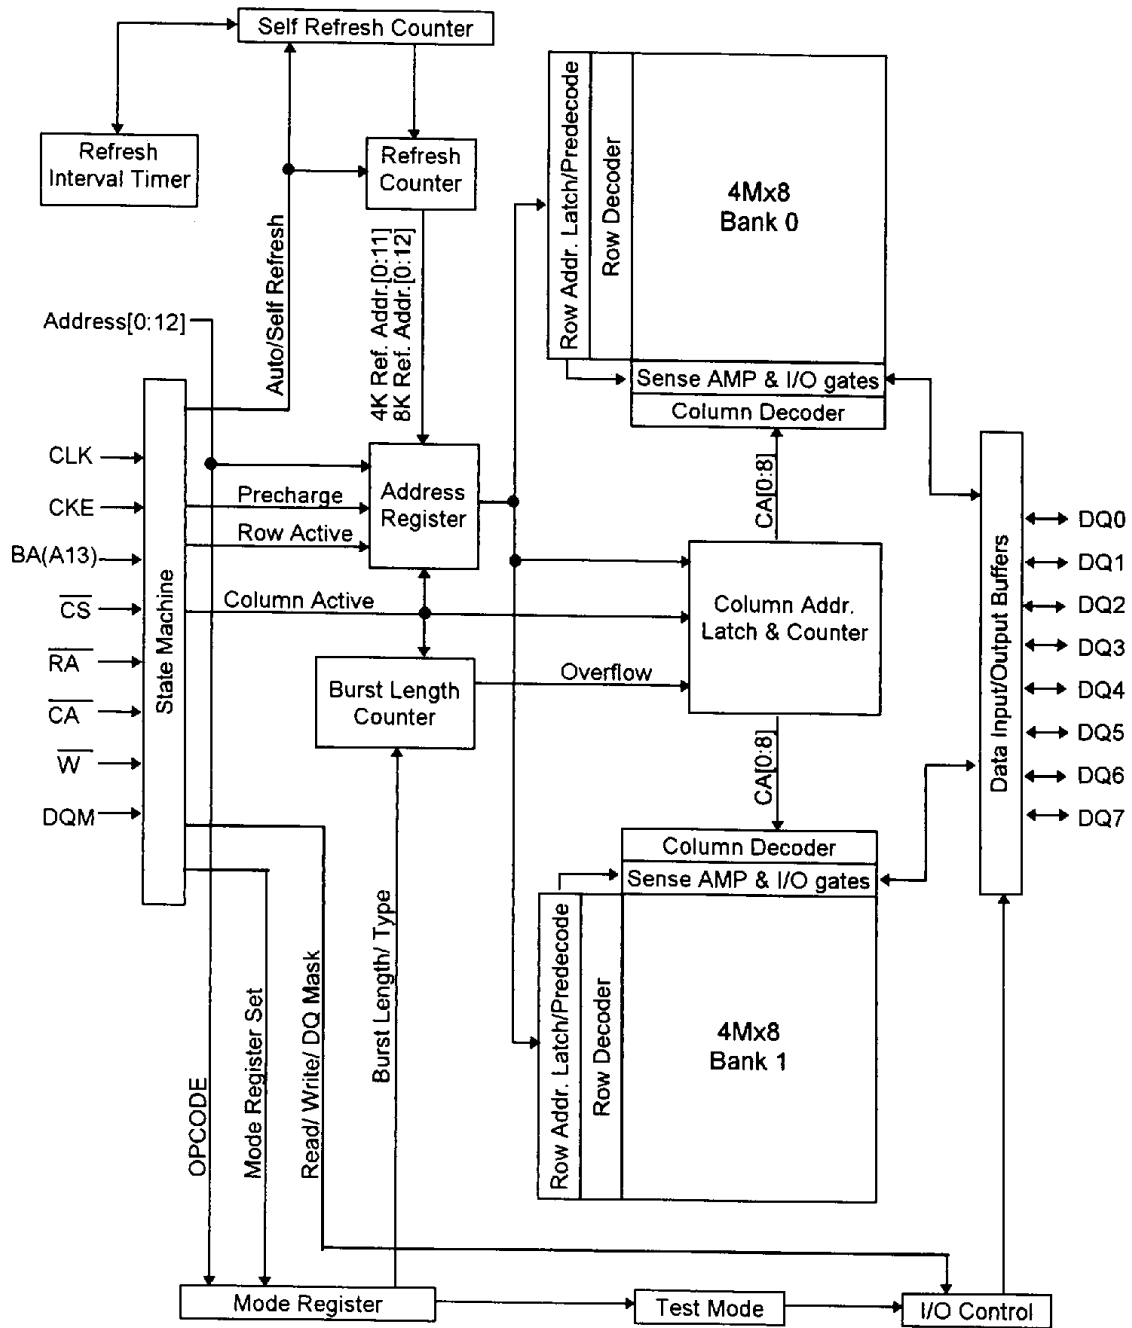 Self Refresh Counter
Refresh
Interval Timer
Refresh
Counter
Auto/Self Refresh
4K Ref. Addr.[0:11]
8K Ref. Addr.[0:12]
Row Addr. Latch/Predecode
Row Decoder
4Mx8
Bank 0
Sense AMP & I/O gates
Column Decoder
Address[0:12]
State Machine
CLK
CKE
BA(A13)
CS
RA
CA
W
DQM
Precharge
Row Active
Column Active
Address
Register
CA[0:8]
Column Addr.
Latch & Counter
Burst Length
Counter
Overflow
CA[0:8]
Data Input/Output Buffers
DQ0
DQ1
DQ2
DQ3
DQ4
DQ5
DQ6
DQ7
Column Decoder
Sense AMP & I/O gates
Row Addr. Latch/Predecode
Row Decoder
4Mx8
Bank 1
OPCODE
Mode Register Set
Read/ Write/ DQ Mask
Burst Length/ Type
Mode Register
Test Mode
I/O Control